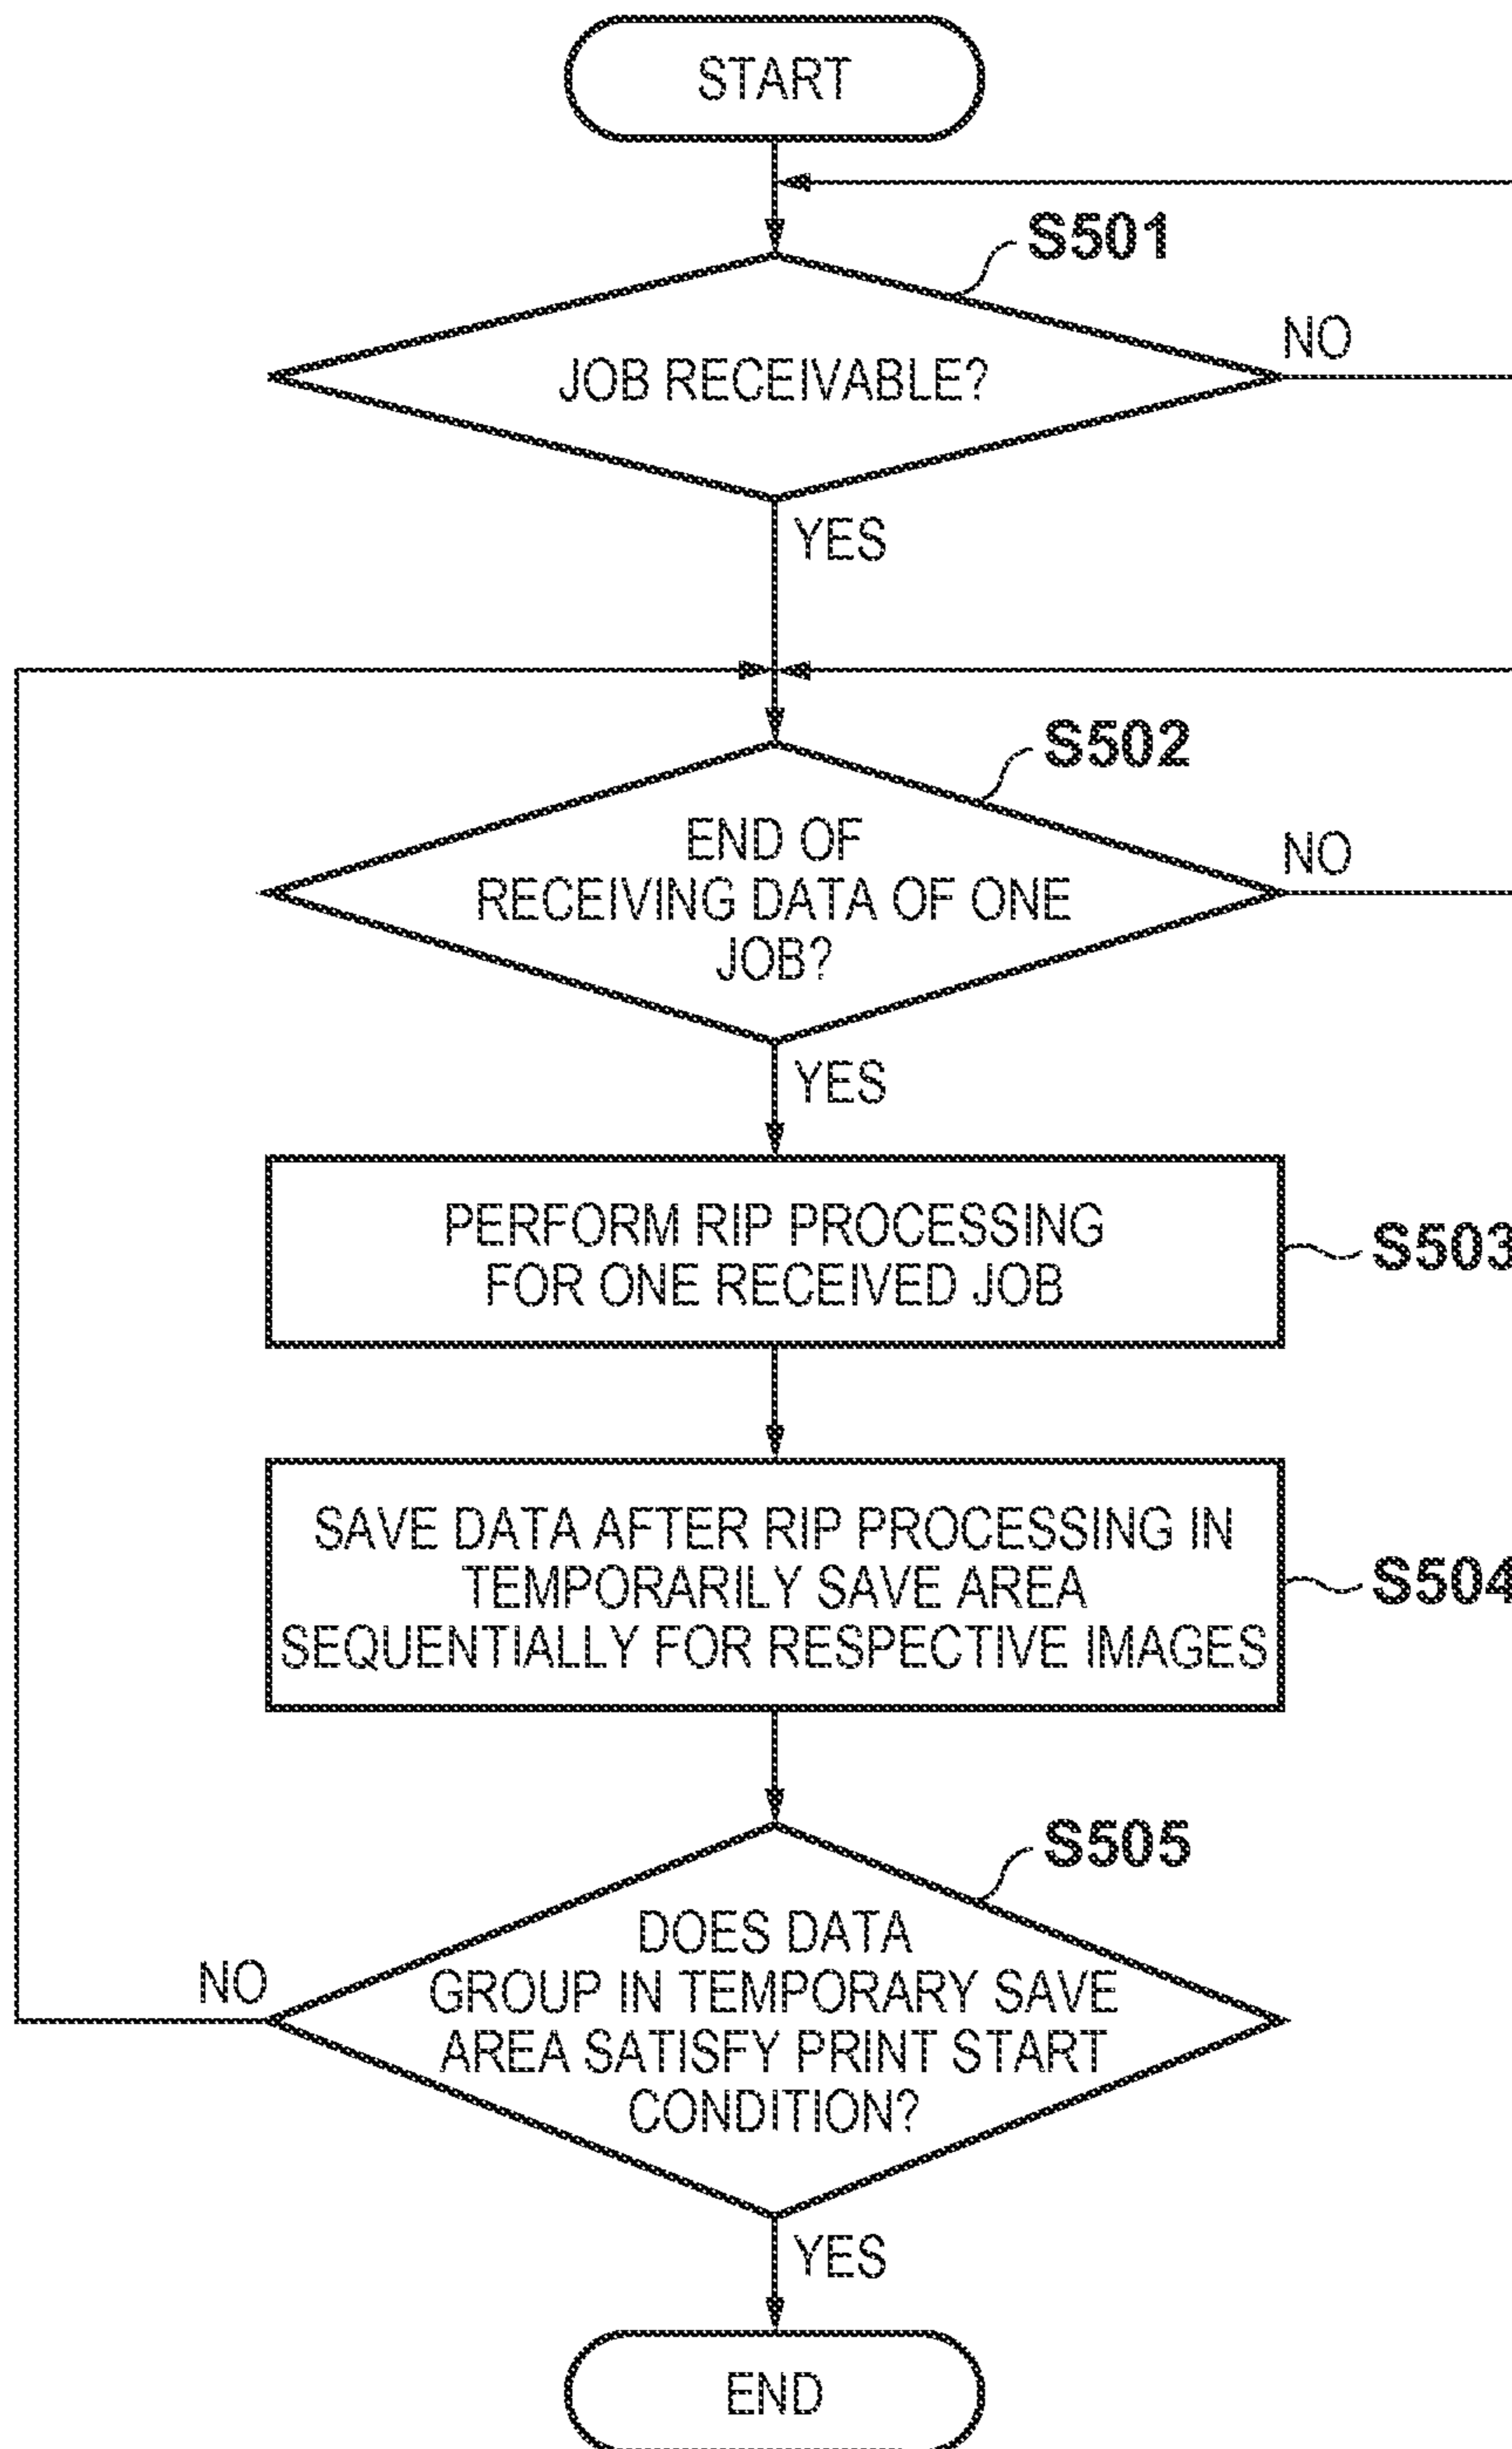 START
S501
JOB RECEIVABLE?
NO
YES
S502
END OF
RECEIVING DATA OF ONE
JOB?
NO
YES
PERFORM RIP PROCESSING
FOR ONE RECEIVED JOB
S503
SAVE DATA AFTER RIP PROCESSING IN
TEMPORARILY SAVE AREA
SEQUENTIALLY FOR RESPECTIVE IMAGES
S504
S505
DOES DATA
GROUP IN TEMPORARY SAVE
AREA SATISFY PRINT START
CONDITION?
NO
YES
END